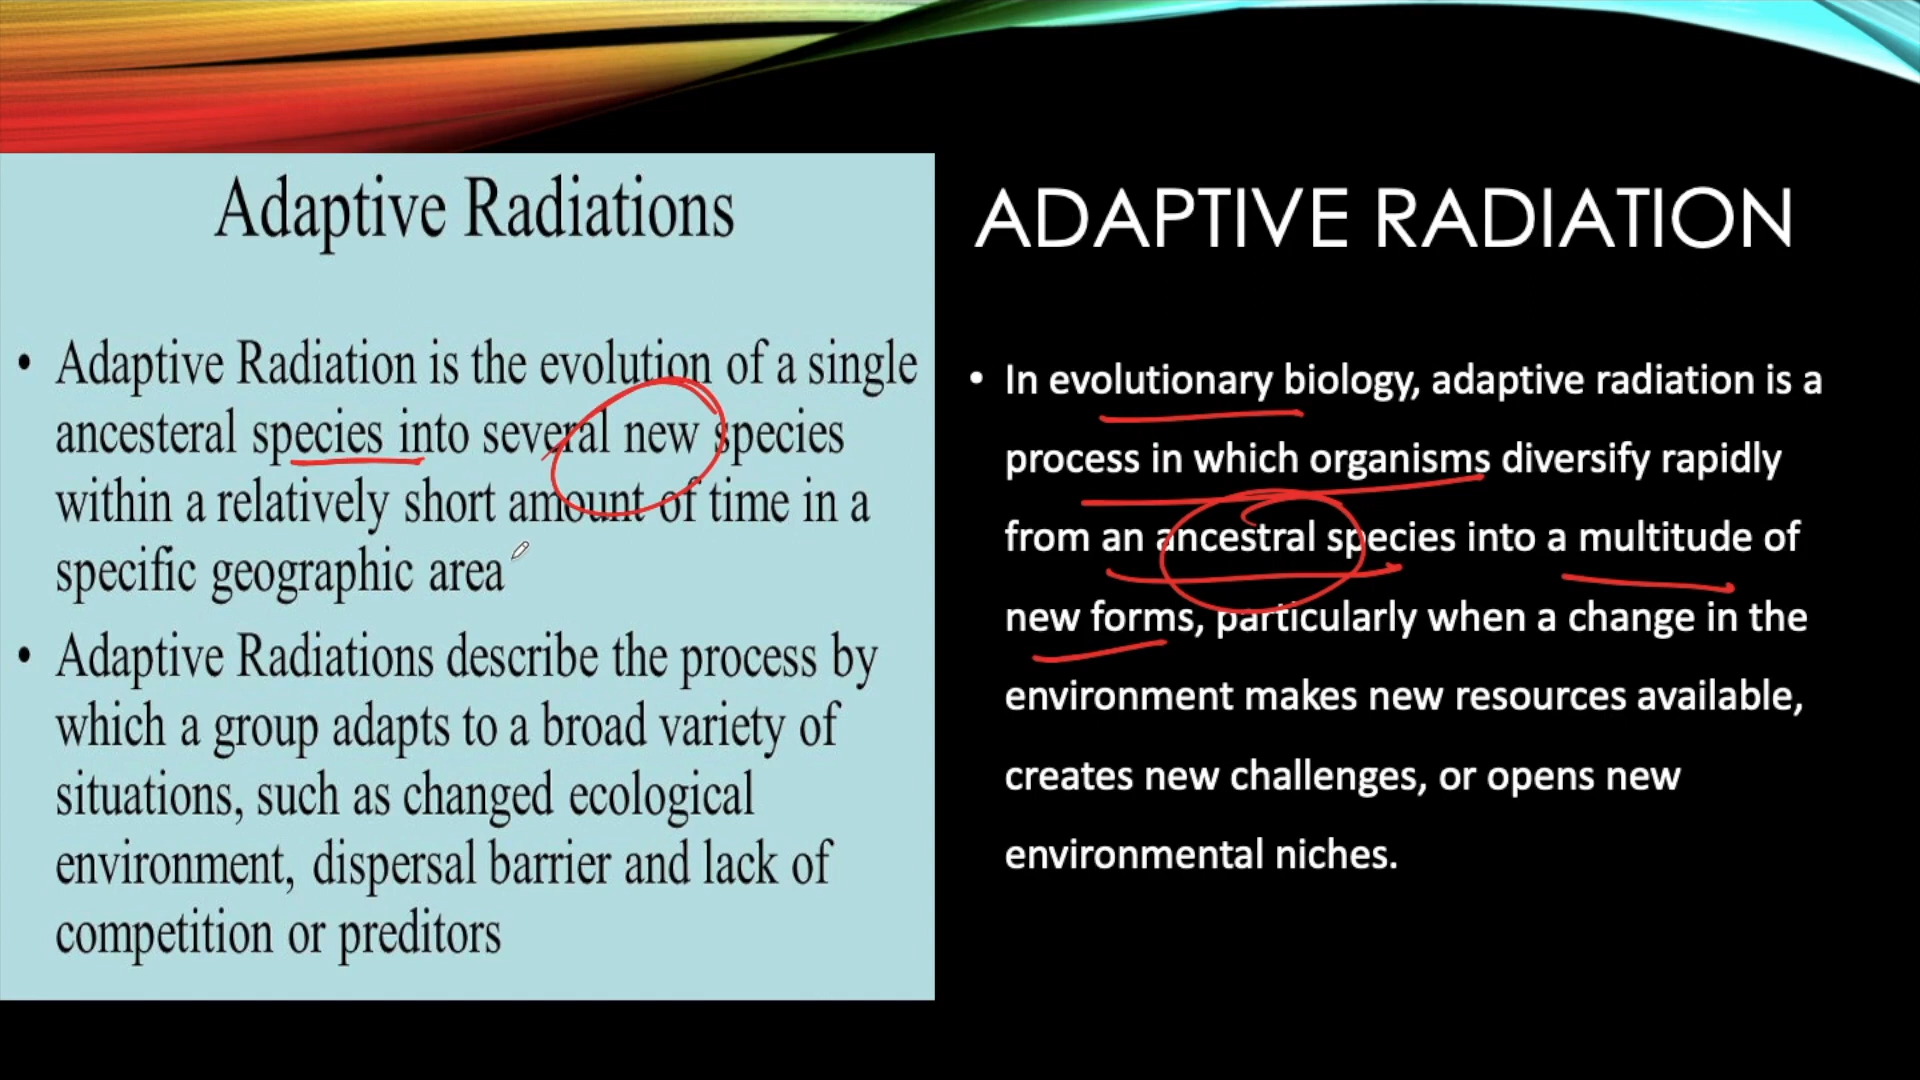 Adaptive Radiations
• Adaptive Radiation is the evolution of a single
ancesteral species into several new species
within a relatively short amount of time in a
specific geographic area
• Adaptive Radiations describe the process by
which a group adapts to a broad variety of
situations, such as changed ecological
environment, dispersal barrier and lack of
competition or preditors
ADAPTIVE RADIATION
• In evolutionary biology, adaptive radiation is a
process in which organisms diversify rapidly
from an ancestral species into a multitude of
new forms, particularly when a change in the
environment makes new resources available,
creates new challenges, or opens new
environmental niches.